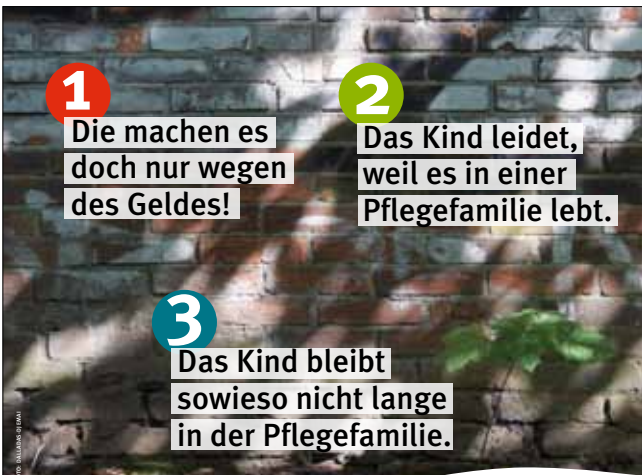 1
Die machen es
doch nur wegen
des Geldes!
2
Das Kind leidet,
weil es in einer
Pflegefamilie lebt.
3
Das Kind bleibt
sowieso nicht lange
in der Pflegefamilie.